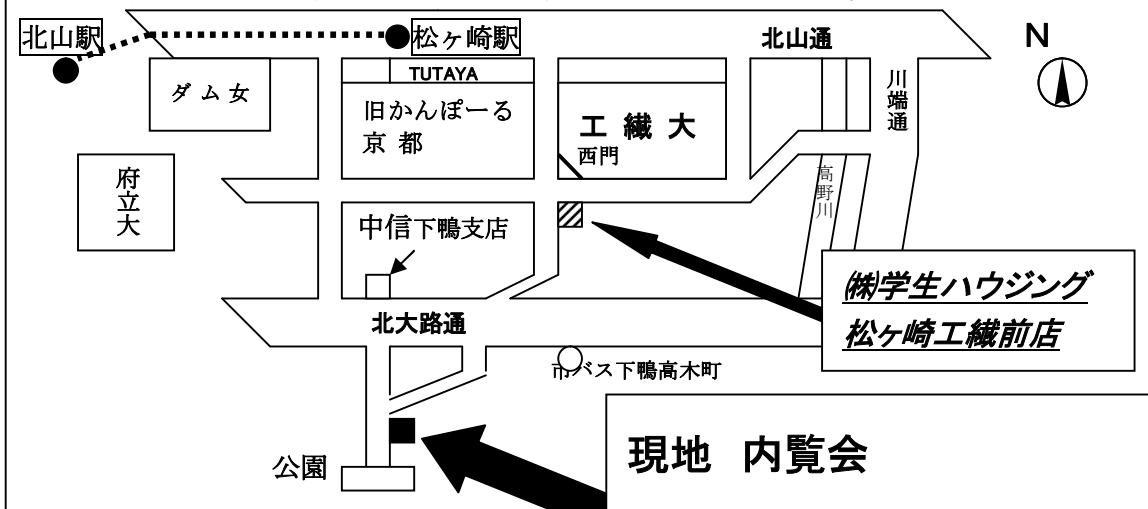 北山駅
松ヶ崎駅
北山通
N
TUTAYA
ダム女
旧かんぽーる
京都
工繊大
西門
川端通
府立大
高野川
中信下鴨支店
㈱学生ハウジング
松ヶ崎工繊前店
北大路通
市バス下鴨高木町
現地 内覧会
公園